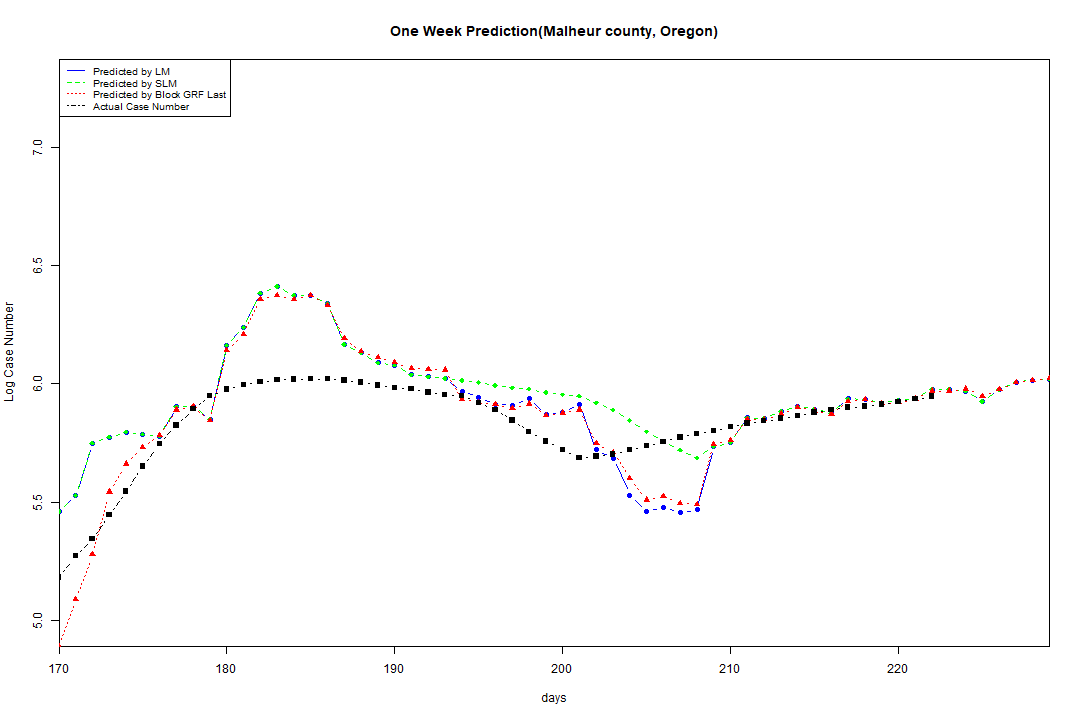 One Week Prediction(Malheur county, Oregon)
Predicted by LM
Predicted by SLM
Predicted by Block GRF Last
Actual Case Number
7.0
6.5
6.0
5.5
5.0
Log Case Number
170 180 190 200 210 220
days